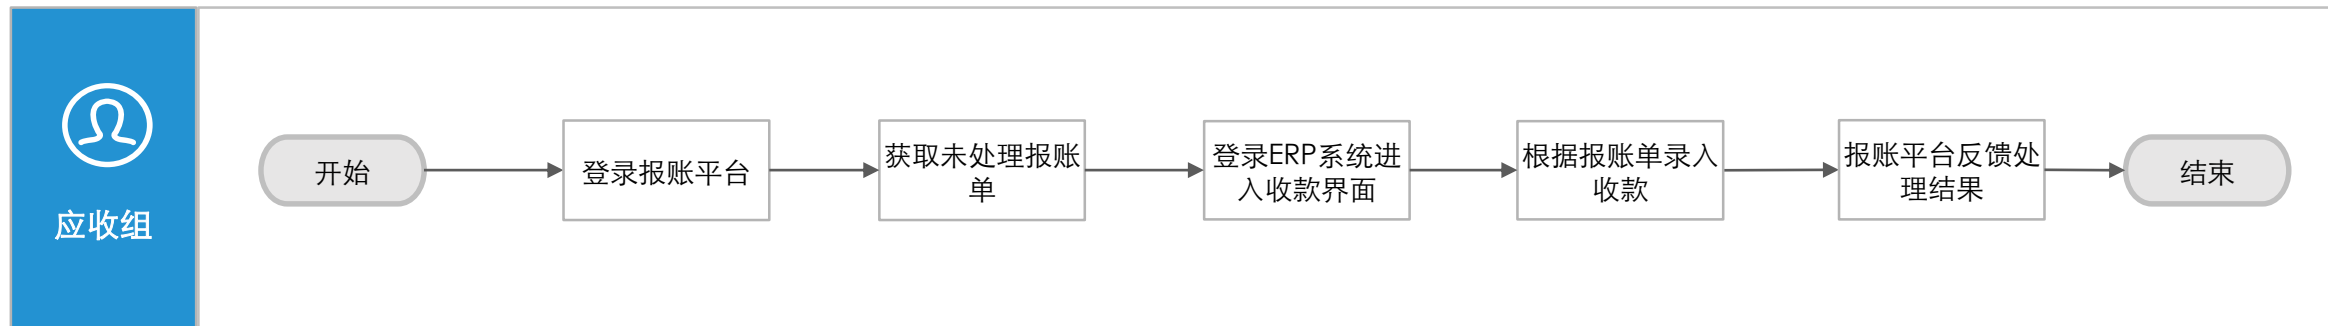 应收组
开始
登录报账平台
获取未处理报账
单
登录ERP系统进
入收款界面
根据报账单录入
收款
报账平台反馈处
理结果
结束